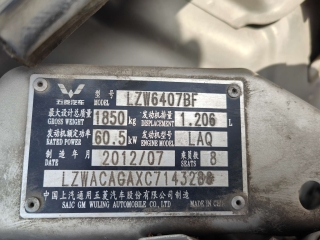 五菱汽车
型号 MODEL LZW6407BF
最大设计总质量 GROSS WEIGHT 1850 kg 发动机排量 DISPLACEMENT 1.206 L
发动机额定功率 RATED POWER 60.5 kW 发动机型号 ENGINE MODEL LAQ
制造年月 DATE 2012/07 乘员数 SEATS 8
中国上汽通用五菱汽车股份有限公司制造
SAIC GM WULING AUTOMOBILE CO., LTD MADE IN CHINA